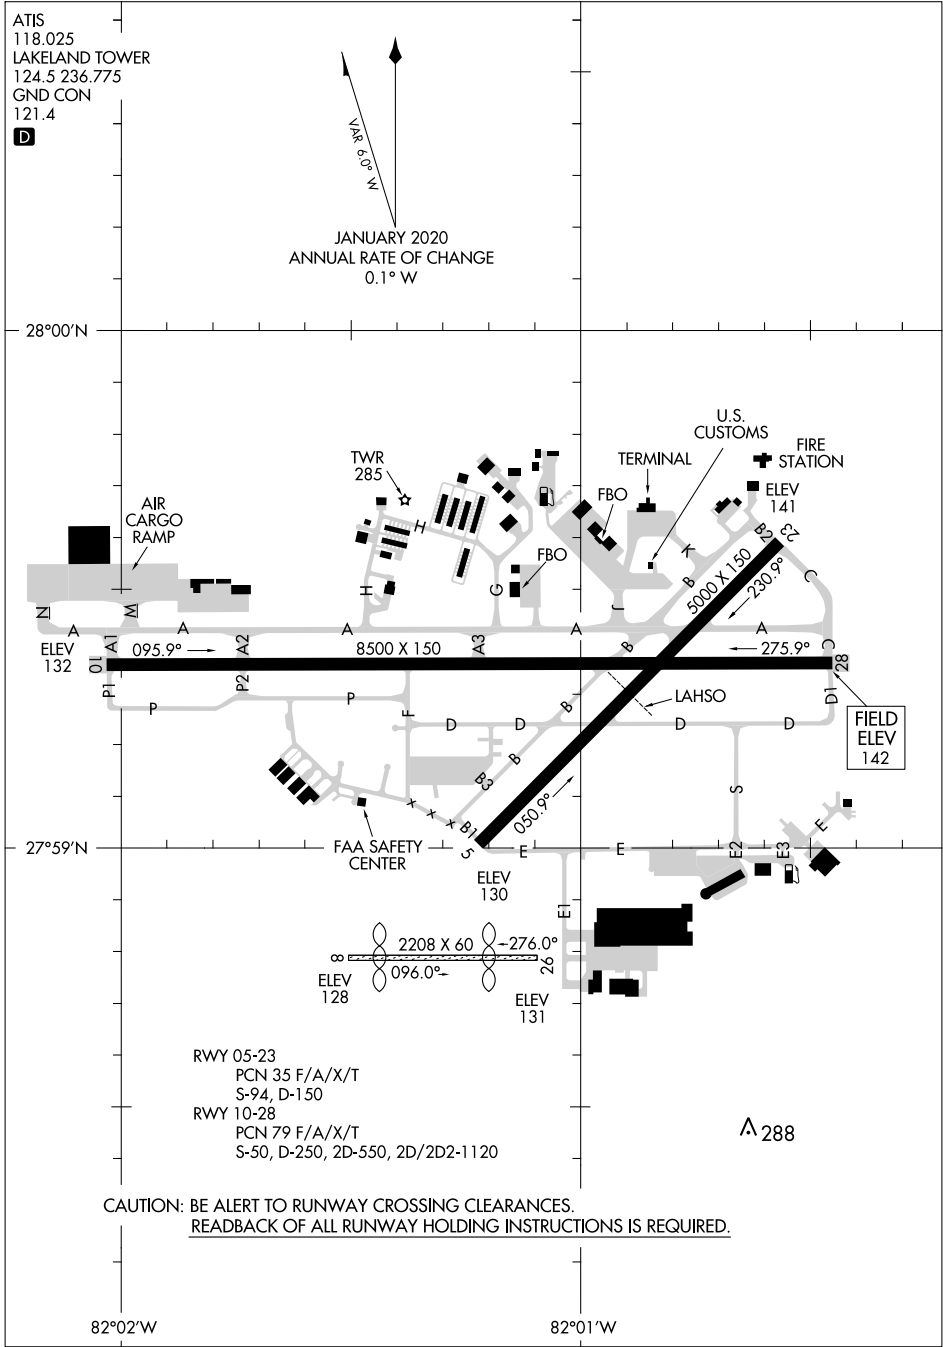 ATIS
118.025
LAKELAND TOWER
124.5 236.775
GND CON
121.4
D
VAR 6.0° W
JANUARY 2020
ANNUAL RATE OF CHANGE
0.1° W
28°00'N
U.S.
CUSTOMS
TERMINAL
FIRE
STATION
TWR
285
FBO
ELEV
141
AIR
CARGO
RAMP
H
B2
23
K
FBO
5000 X 150
230.9°
B
C
H
G
J
N
M
A
A
A
A
A
ELEV
132
A1
A2
A3
B
C
10
095.9°
8500 X 150
275.9°
28
P1
P2
P
P
F
B
LAHSO
D1
D
D
D
D
FIELD
ELEV
142
B
B3
050.9°
S
E
27°59'N
FAA SAFETY
CENTER
x
x
x
B1
5
E
E
E2
E3
ELEV
130
E1
2208 X 60
276.0°
8
096.0°
26
ELEV
128
ELEV
131
RWY 05-23
PCN 35 F/A/X/T
S-94, D-150
RWY 10-28
PCN 79 F/A/X/T
S-50, D-250, 2D-550, 2D/2D2-1120
288
CAUTION: BE ALERT TO RUNWAY CROSSING CLEARANCES.
READBACK OF ALL RUNWAY HOLDING INSTRUCTIONS IS REQUIRED.
82°02'W
82°01'W